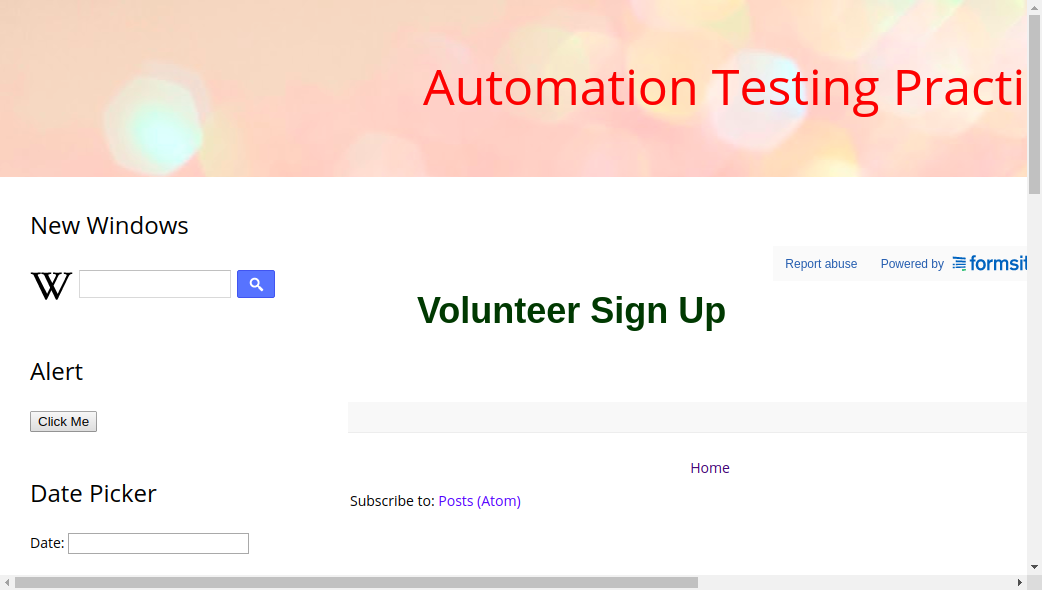 Automation Testing Practi
New Windows
W
Report abuse Powered by formsit
Volunteer Sign Up
Alert
Click Me
Home
Date Picker
Subscribe to: Posts (Atom)
Date: